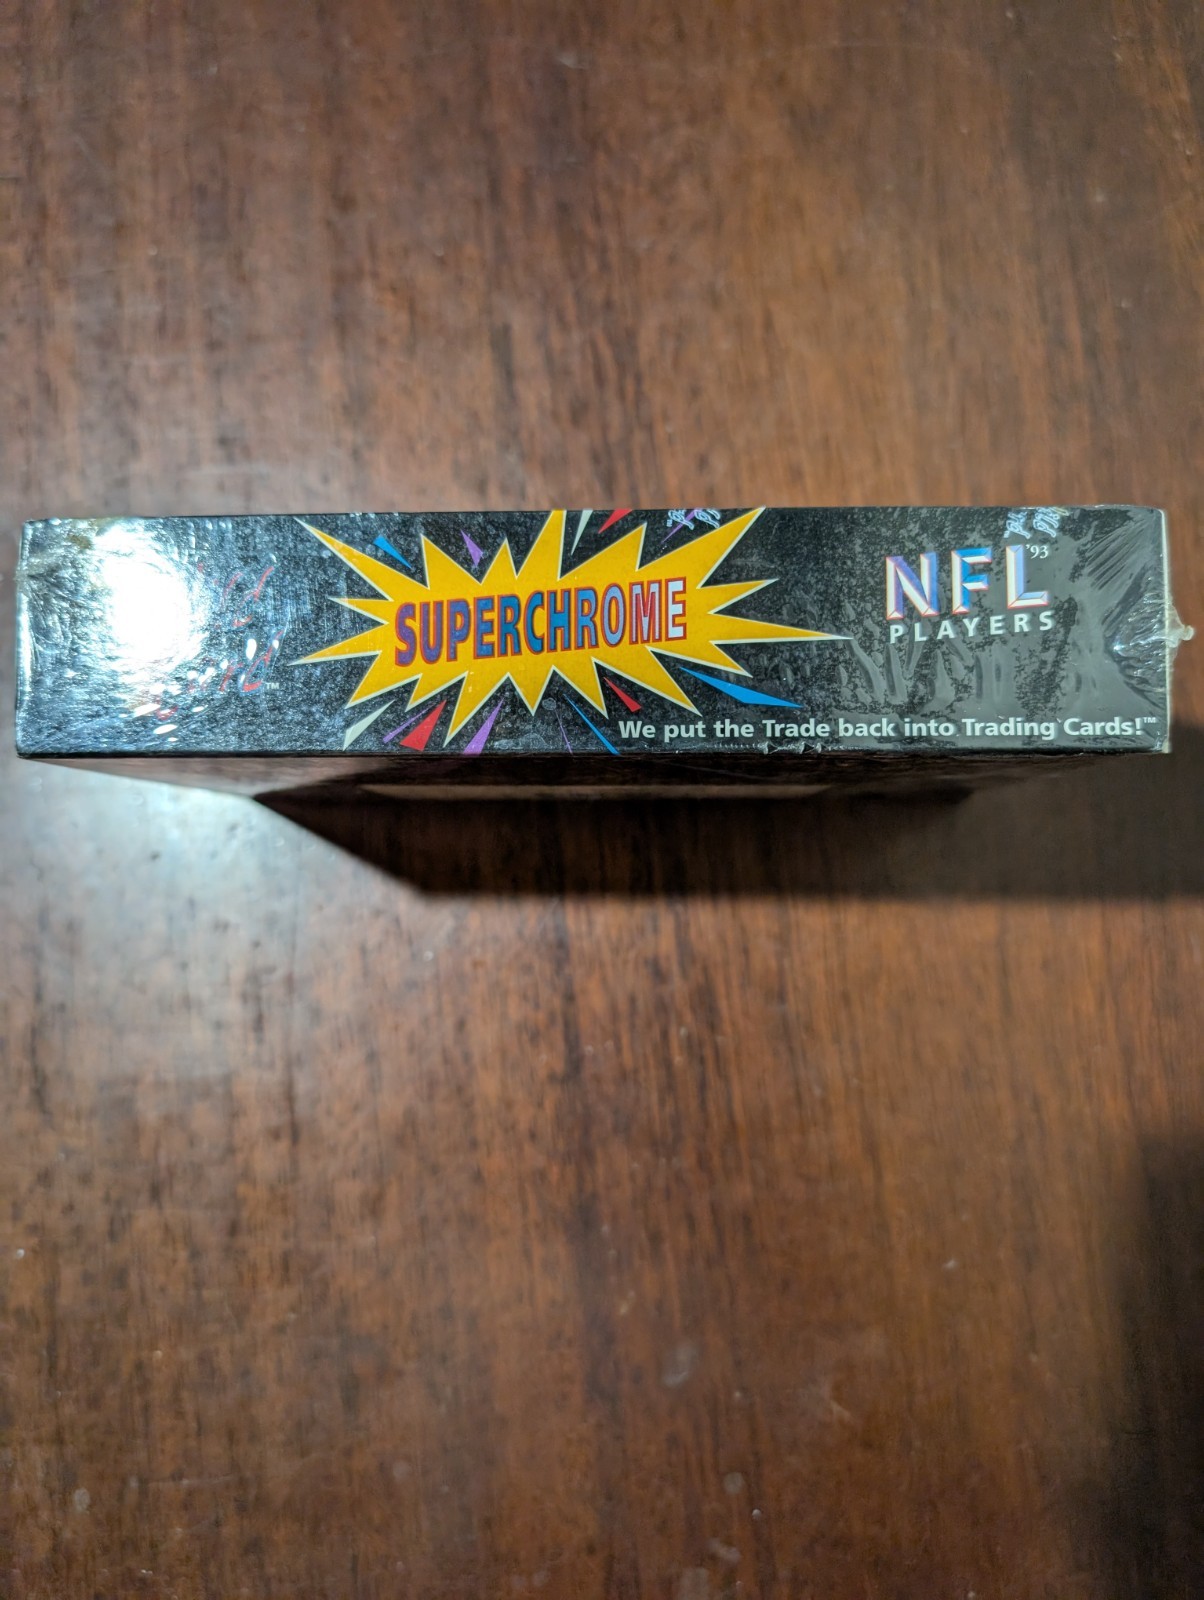 SUPERCHROME
NFL '93
PLAYERS
We put the Trade back into Trading Cards!™